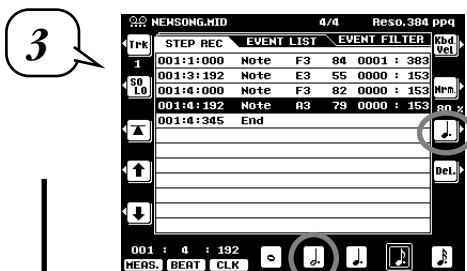 3
NEWSONG.MID 4/4 Reso.384 ppq
Trk STEP REC EVENT LIST EVENT FILTER Kbd. Vel
1 001:1:000 Note F3 84 0001 : 383
001:3:192 Note E3 55 0000 : 153
SO LO 001:4:000 Note F3 82 0000 : 153 Nrm.
001:4:192 Note A3 79 0000 : 153 80 %
001:4:345 End
Del.
001 : 4 : 192
MEAS. BEAT CLK